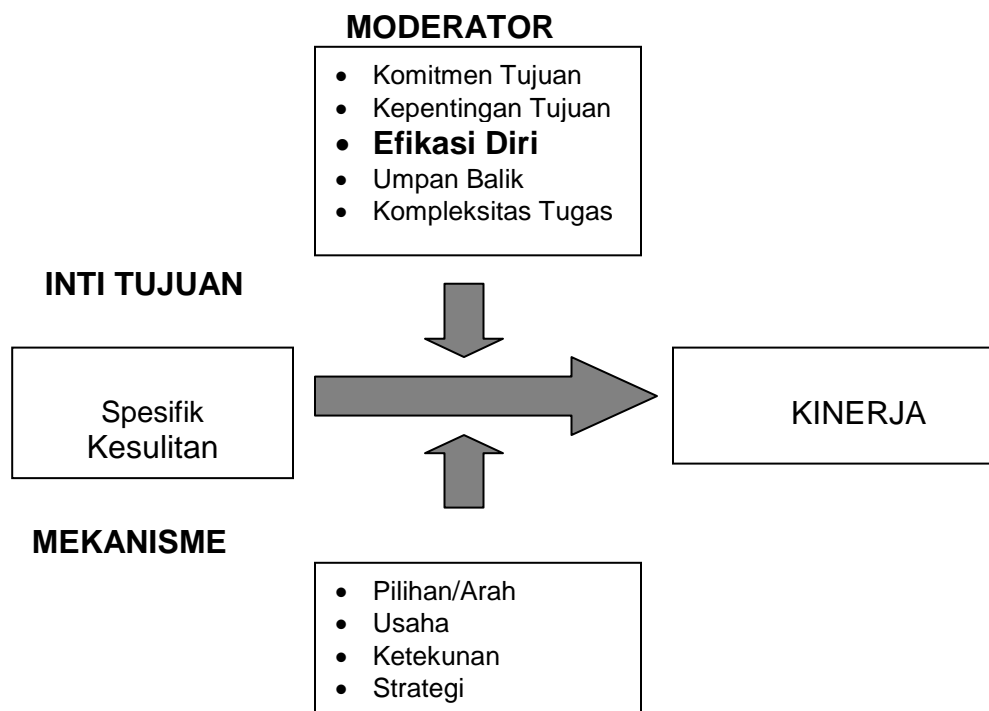 MODERATOR
• Komitmen Tujuan
• Kepentingan Tujuan
• Efikasi Diri
• Umpan Balik
• Kompleksitas Tugas
INTI TUJUAN
Spesifik
Kesulitan
KINERJA
MEKANISME
• Pilihan/Arah
• Usaha
• Ketekunan
• Strategi